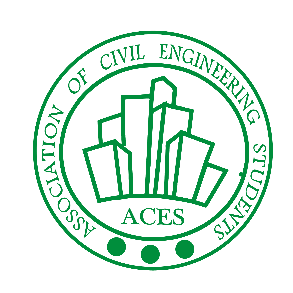 ASSOCIATION OF CIVIL ENGINEERING STUDENTS
ACES